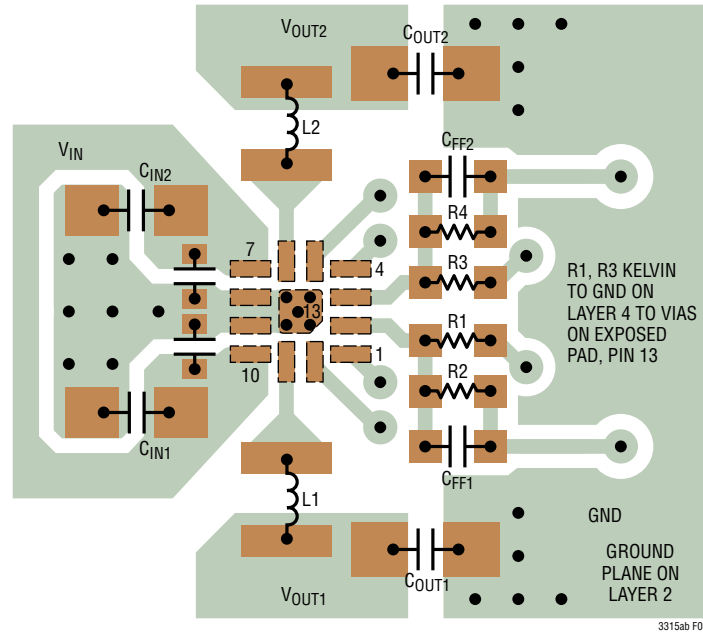 VOUT2
COUT2
L2
VIN
CIN2
CFF2
R4
7
4
R3
R1, R3 KELVIN
TO GND ON
LAYER 4 TO VIAS
ON EXPOSED
PAD, PIN 13
13
R1
10
1
R2
CIN1
CFF1
L1
GND
GROUND
PLANE ON
LAYER 2
COUT1
VOUT1
3315ab F0